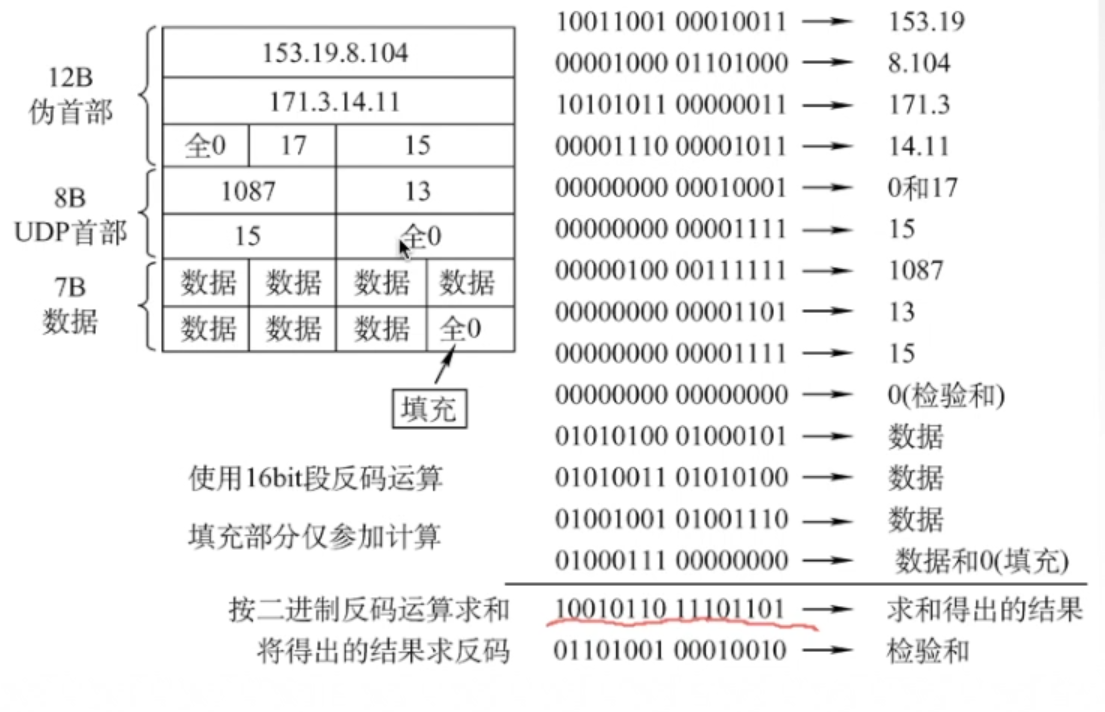 12B
伪首部
153.19.8.104
171.3.14.11
全0 17 15
8B
UDP首部
1087 13
15 全0
7B
数据
数据 数据 数据 数据
数据 数据 数据 全0
填充
使用16bit段反码运算
填充部分仅参加计算
10011001 00010011 → 153.19
00001000 01101000 → 8.104
10101011 00000011 → 171.3
00001110 00001011 → 14.11
00000000 00010001 → 0和17
00000000 00001111 → 15
00000100 00111111 → 1087
00000000 00001101 → 13
00000000 00001111 → 15
00000000 00000000 → 0(检验和)
01010100 01000101 → 数据
01010011 01010100 → 数据
01001001 01001110 → 数据
01000111 00000000 → 数据和0(填充)
按二进制反码运算求和 10010110 11101101 → 求和得出的结果
将得出的结果求反码 01101001 00010010 → 检验和